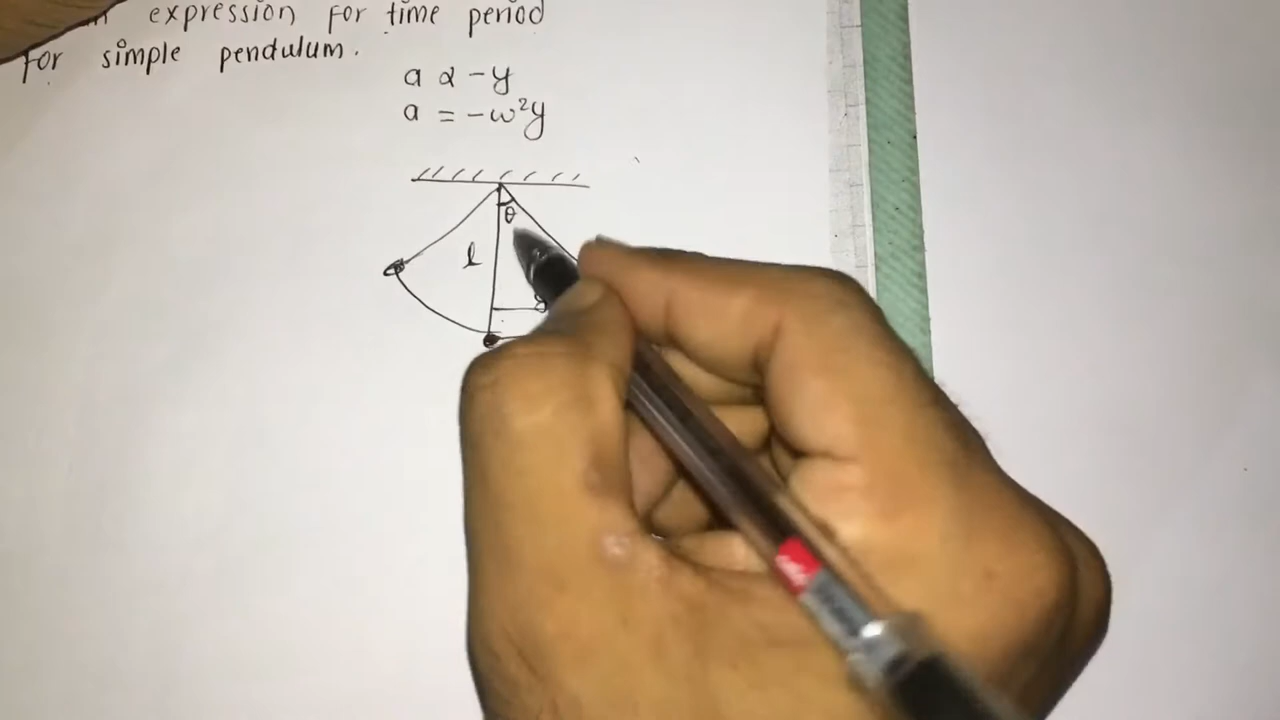 expression for time period
for simple pendulum.
a α -y
a = -ω²y
θ
l